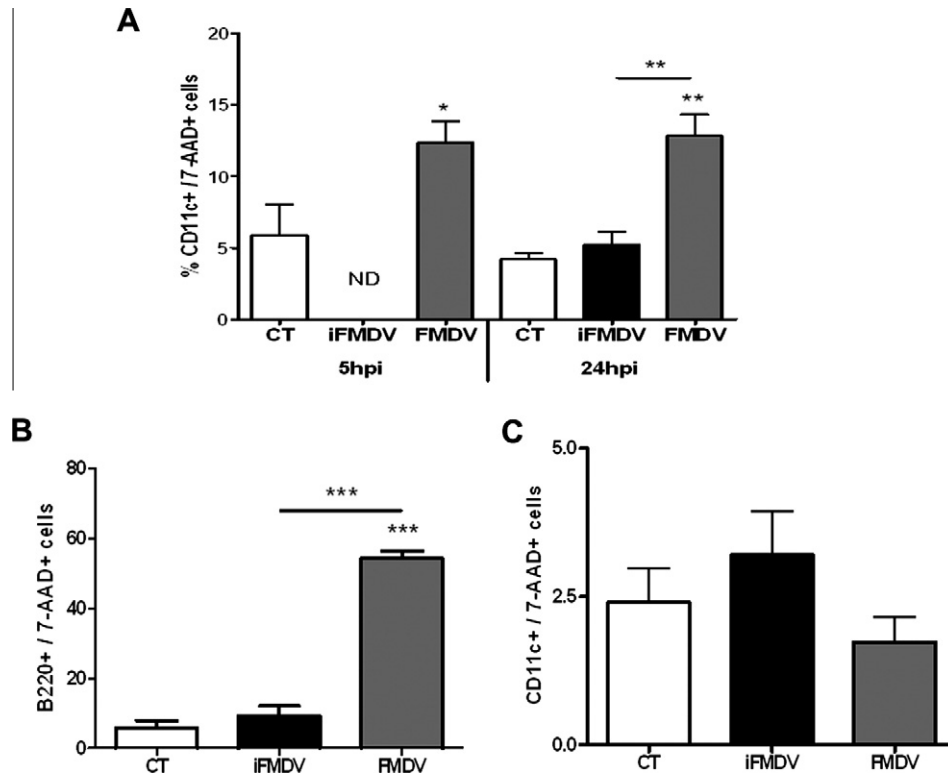 A
20
15
10
5
0
% CD11c+ / 7-AAD+ cells
*
**
**
ND
CT iFMDV FMDV CT iFMDV FMDV
5hpi 24hpi
B
80
60
40
20
0
B220+ / 7-AAD+ cells
***
***
CT iFMDV FMDV
C
5.0
2.5
0.0
CD11c+ / 7-AAD+ cells
CT iFMDV FMDV